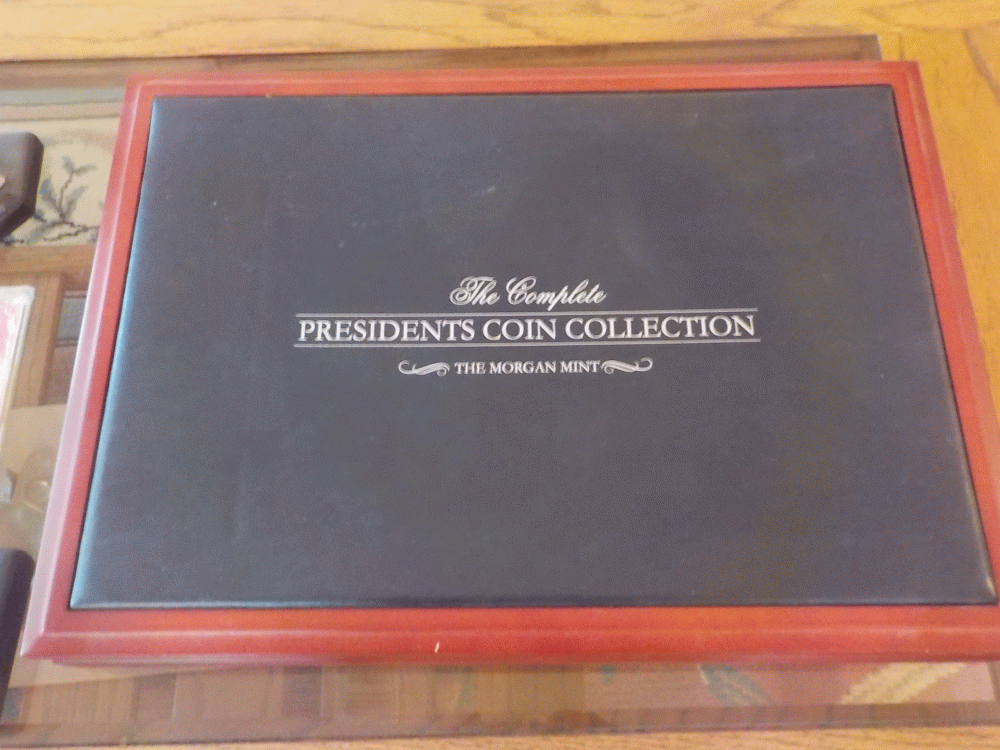 The Complete
PRESIDENTS COIN COLLECTION
THE MORGAN MINT